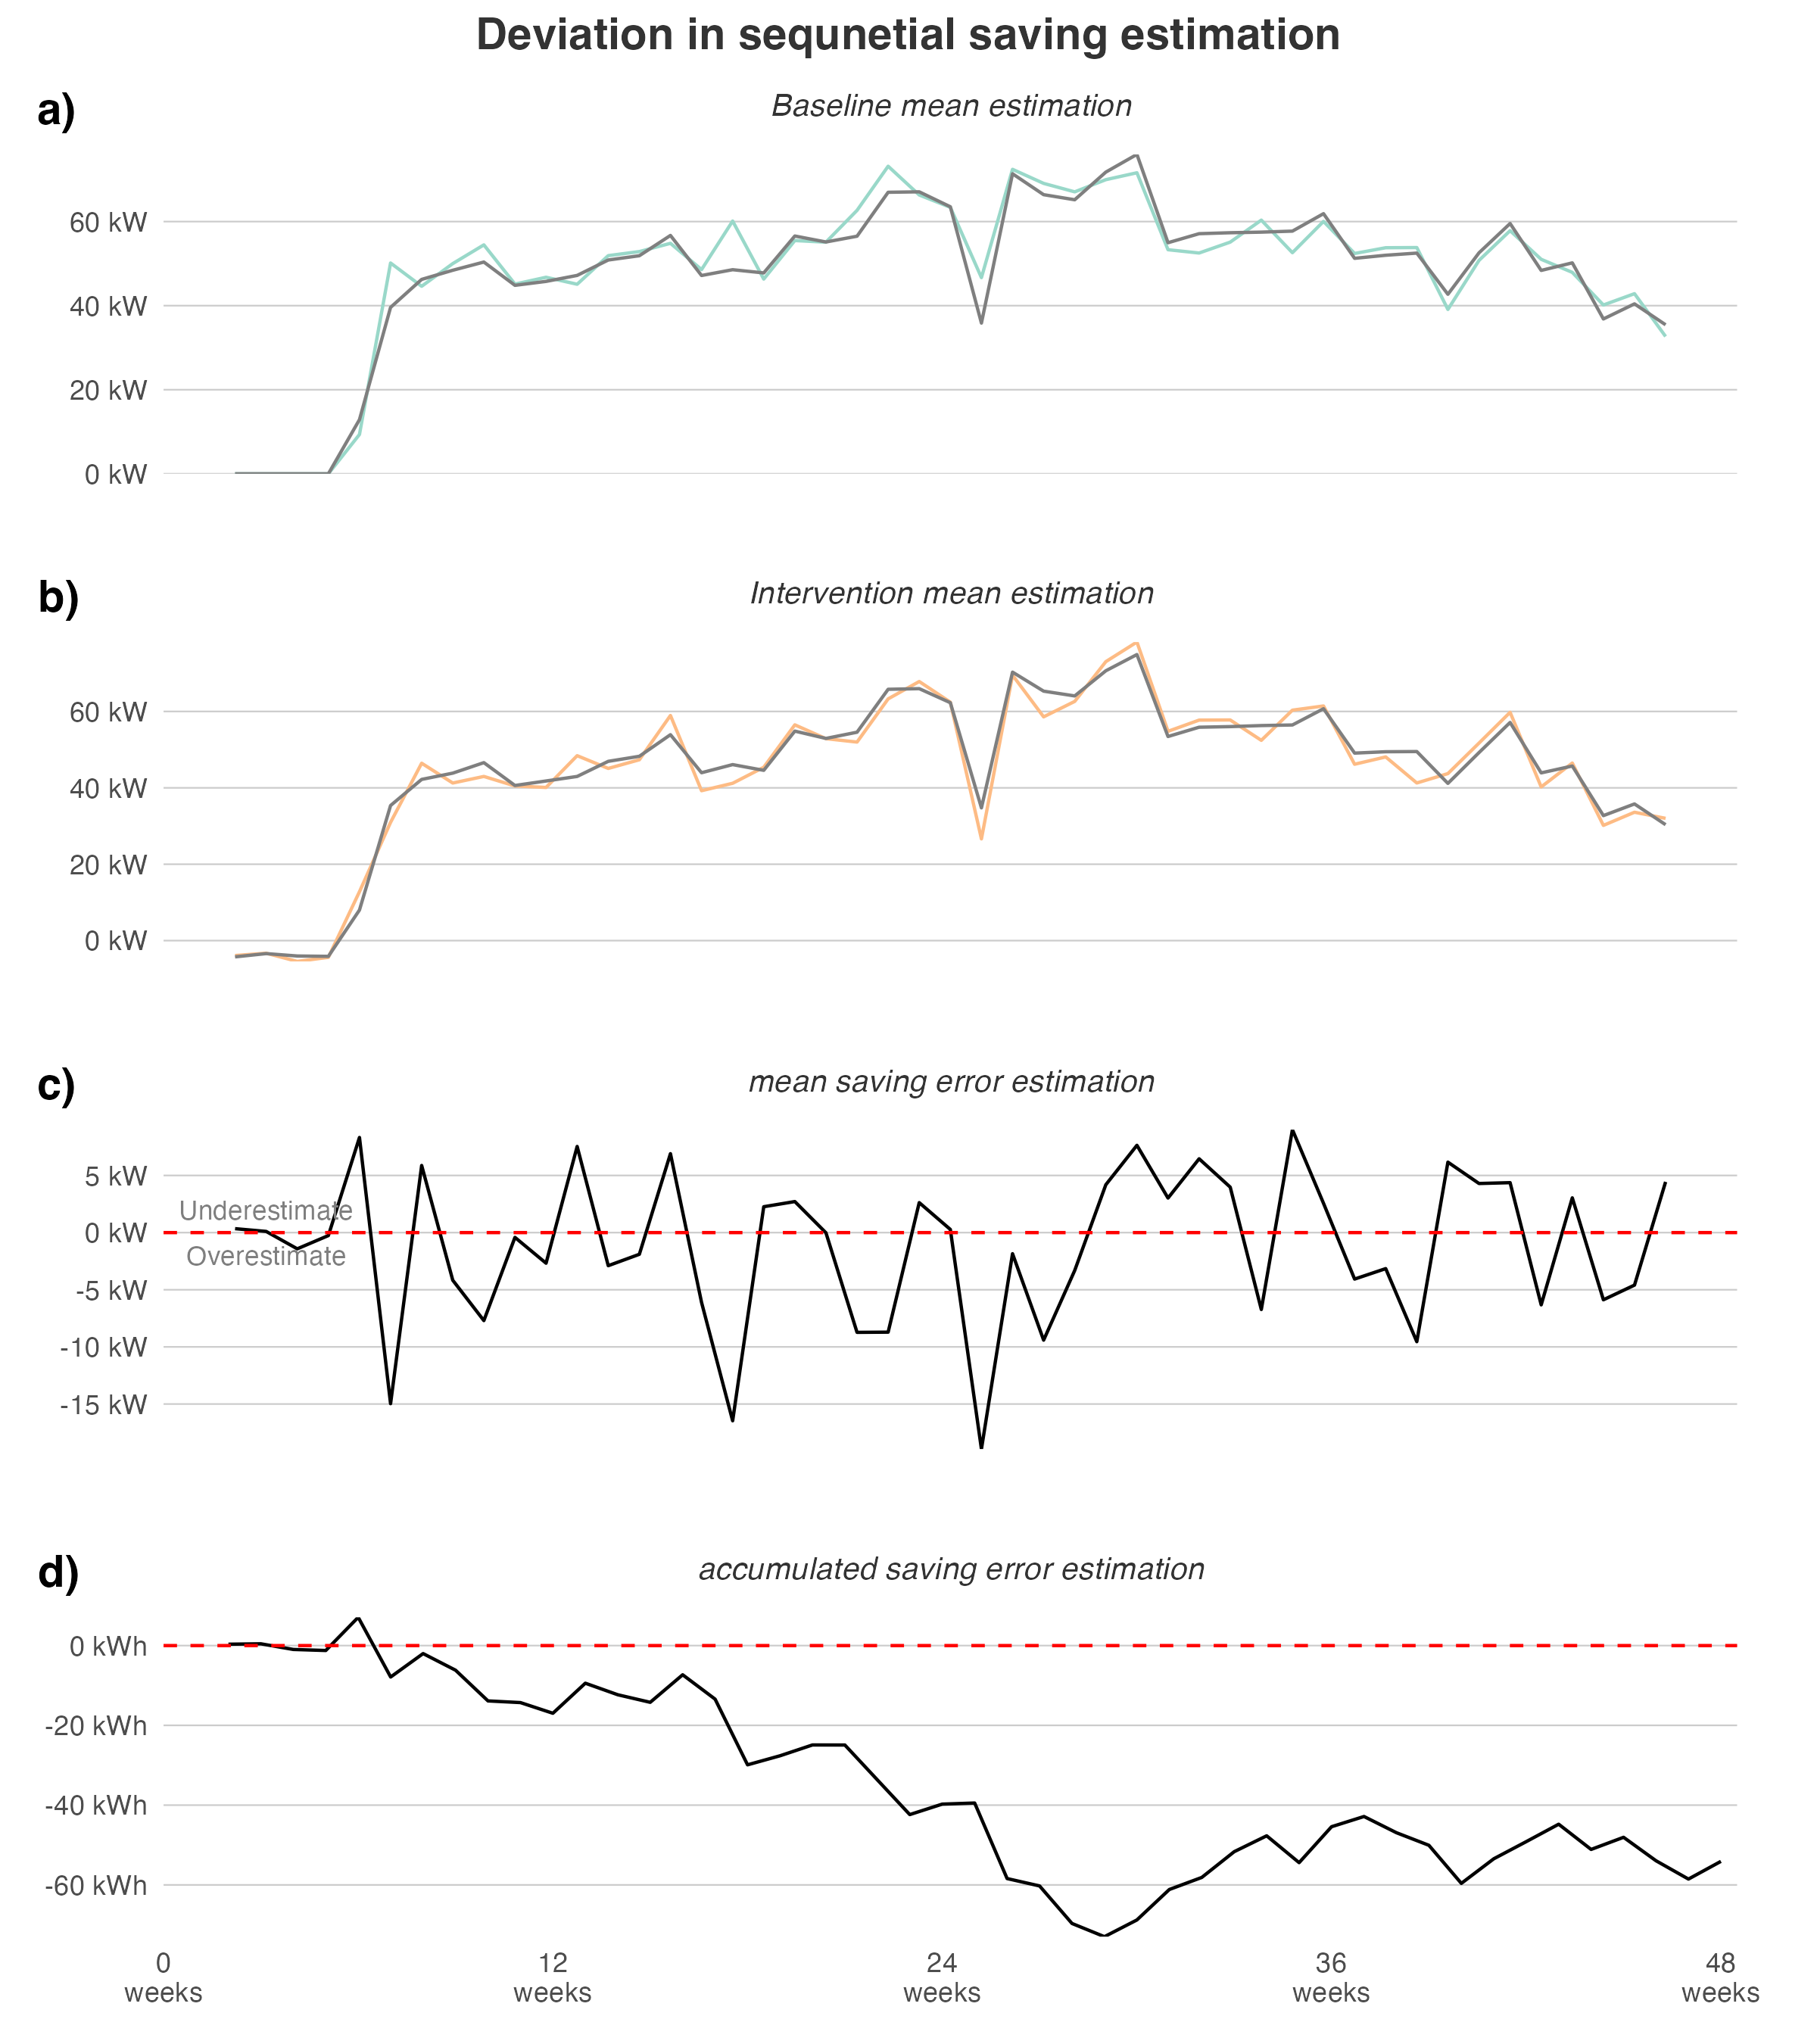 Deviation in sequnetial saving estimation
a)
Baseline mean estimation
60 kW
40 kW
20 kW
0 kW
b)
Intervention mean estimation
60 kW
40 kW
20 kW
0 kW
c)
mean saving error estimation
5 kW
Underestimate
0 kW
Overestimate
-5 kW
-10 kW
-15 kW
d)
accumulated saving error estimation
0 kWh
-20 kWh
-40 kWh
-60 kWh
0 12 24 36 48
weeks weeks weeks weeks weeks